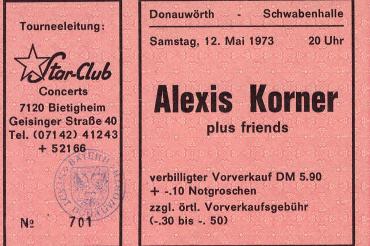 Tourneeleitung:
Star-Club
Concerts
7120 Bietigheim
Geisinger Straße 40
Tel. (07142) 41243
+ 52166
No 701
Donauwörth - Schwabenhalle
Samstag, 12. Mai 1973 20 Uhr
Alexis Korner
plus friends
verbilligter Vorverkauf DM 5.90
+ -.10 Notgroschen
zzgl. örtl. Vorverkaufsgebühr
(-.30 bis -. 50)